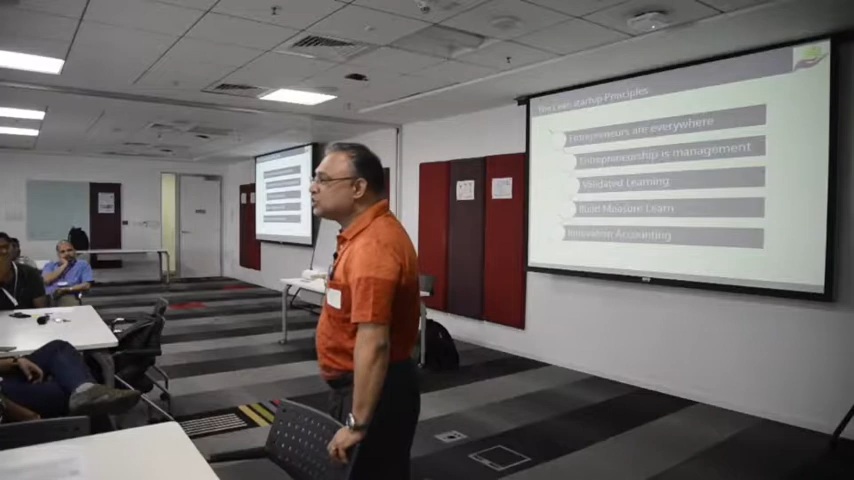 The Lean Startup Principles
Entrepreneurs are everywhere
Entrepreneurship is management
Validated Learning
Build Measure Learn
Innovation Accounting